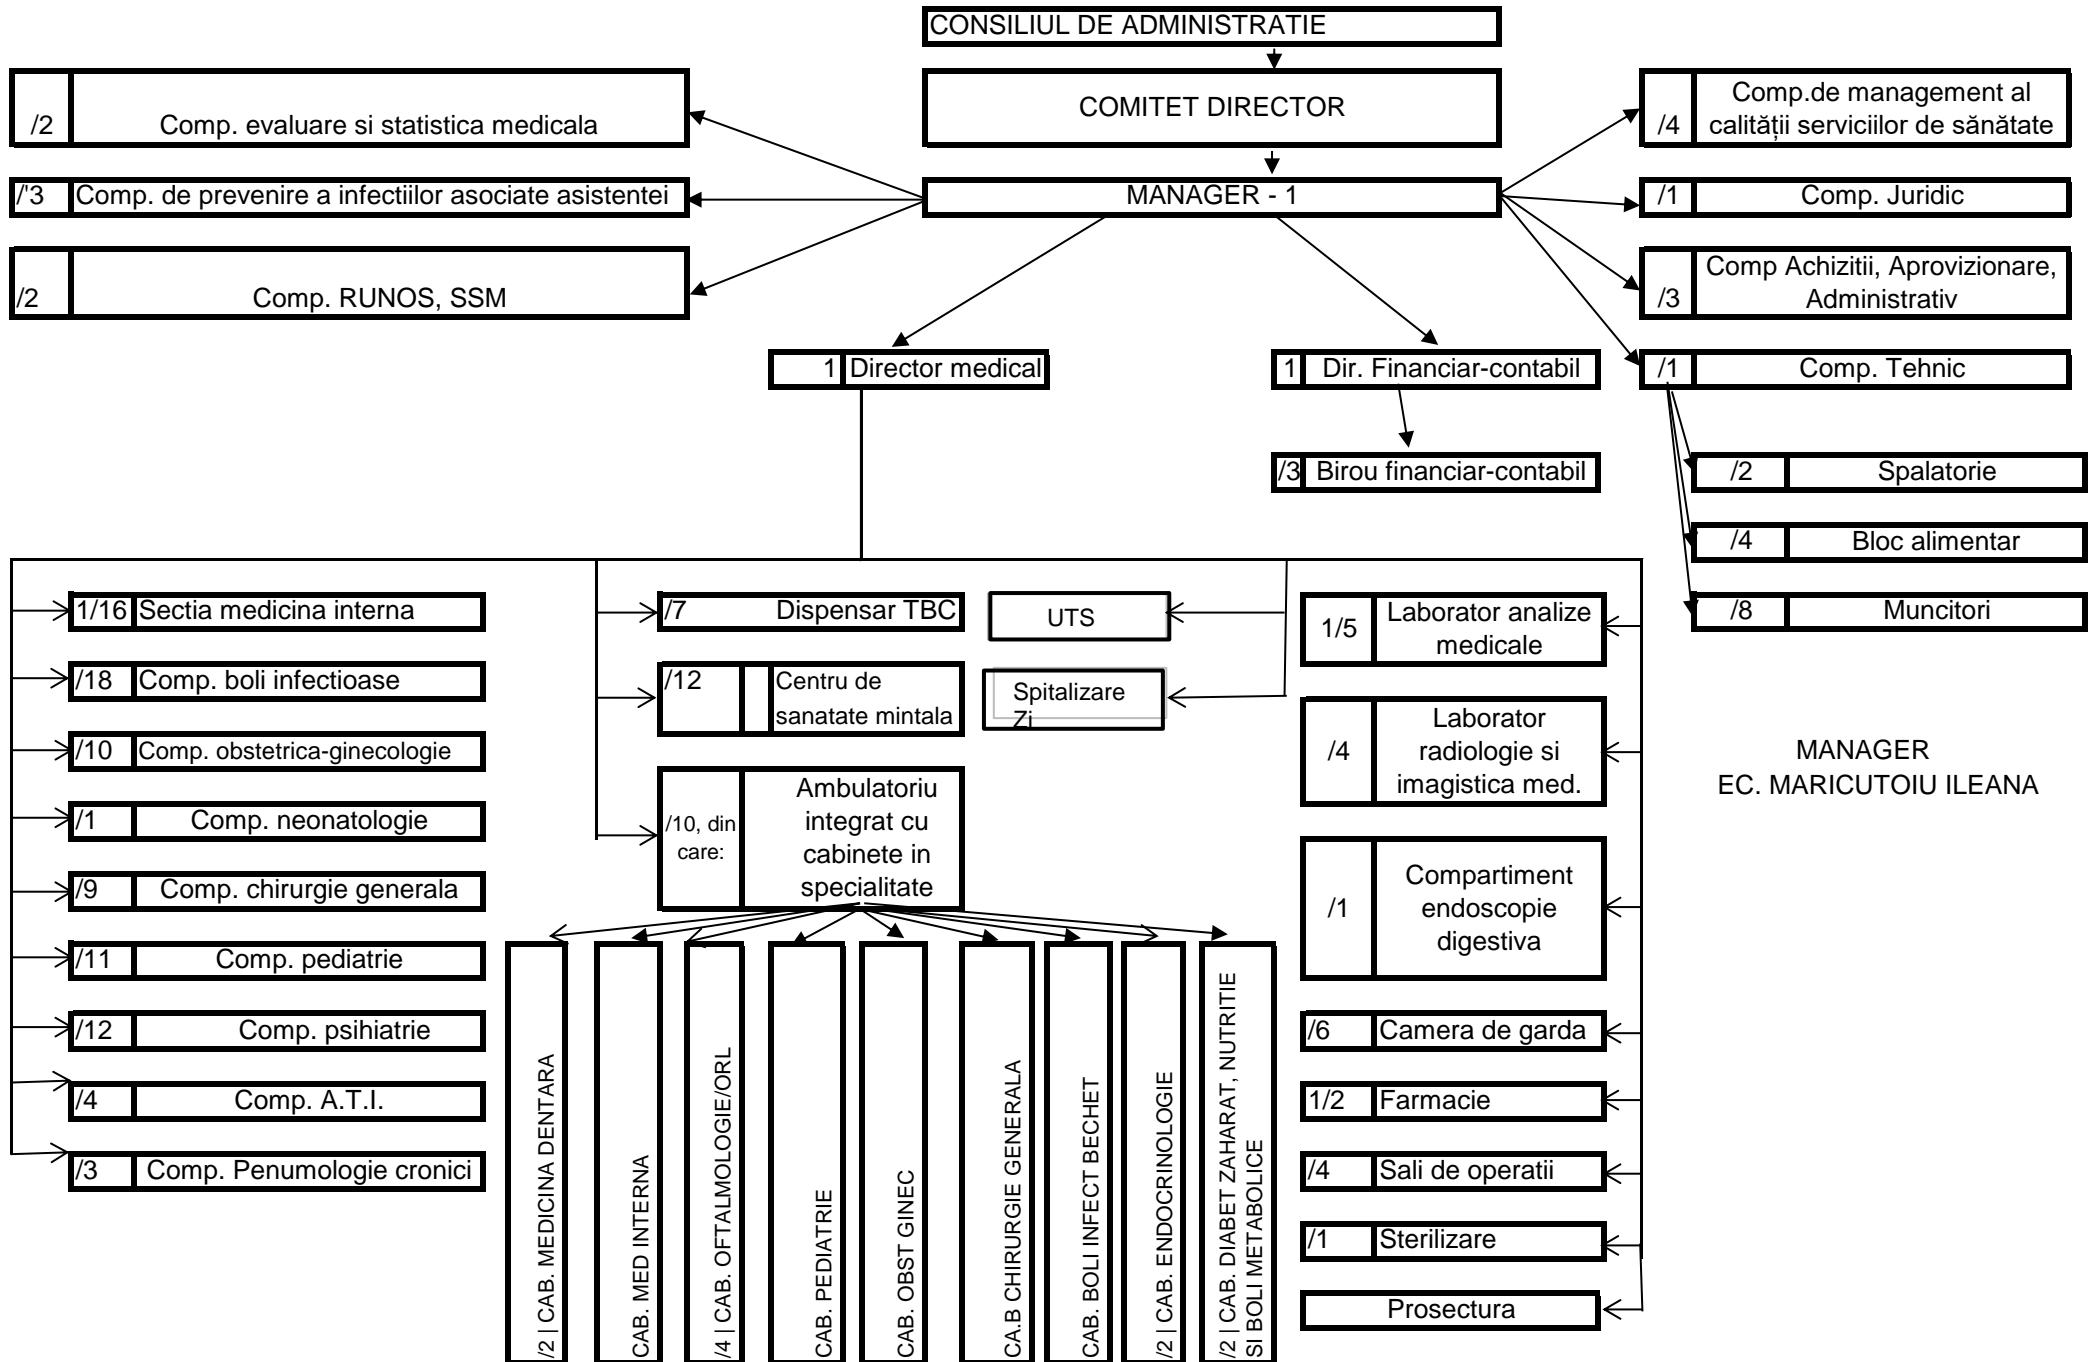 CONSILIUL DE ADMINISTRATIE
/2 Comp. evaluare si statistica medicala
COMITET DIRECTOR
/4 Comp.de management al
calității serviciilor de sănătate
/'3 Comp. de prevenire a infectiilor asociate asistentei
MANAGER - 1
/1 Comp. Juridic
/2 Comp. RUNOS, SSM
/3 Comp Achizitii, Aprovizionare,
Administrativ
1 Director medical
1 Dir. Financiar-contabil
/1 Comp. Tehnic
/3 Birou financiar-contabil
/2 Spalatorie
/4 Bloc alimentar
/8 Muncitori
1/16 Sectia medicina interna
/18 Comp. boli infectioase
/10 Comp. obstetrica-ginecologie
/1 Comp. neonatologie
/9 Comp. chirurgie generala
/11 Comp. pediatrie
/12 Comp. psihiatrie
/4 Comp. A.T.I.
/3 Comp. Penumologie cronici
/7 Dispensar TBC
/12 Centru de
sanatate mintala
/10, din
care:
Ambulatoriu
integrat cu
cabinete in
specialitate
UTS
Spitalizare
Zi
/2 | CAB. MEDICINA DENTARA
CAB. MED INTERNA
/4 | CAB. OFTALMOLOGIE/ORL
CAB. PEDIATRIE
CAB. OBST GINEC
CA.B CHIRURGIE GENERALA
CAB. BOLI INFECT BECHET
/2 | CAB. ENDOCRINOLOGIE
/2 | CAB. DIABET ZAHARAT, NUTRITIE
SI BOLI METABOLICE
1/5 Laborator analize
medicale
/4 Laborator
radiologie si
imagistica med.
/1 Compartiment
endoscopie
digestiva
/6 Camera de garda
1/2 Farmacie
/4 Sali de operatii
/1 Sterilizare
Prosectura
MANAGER
EC. MARICUTOIU ILEANA